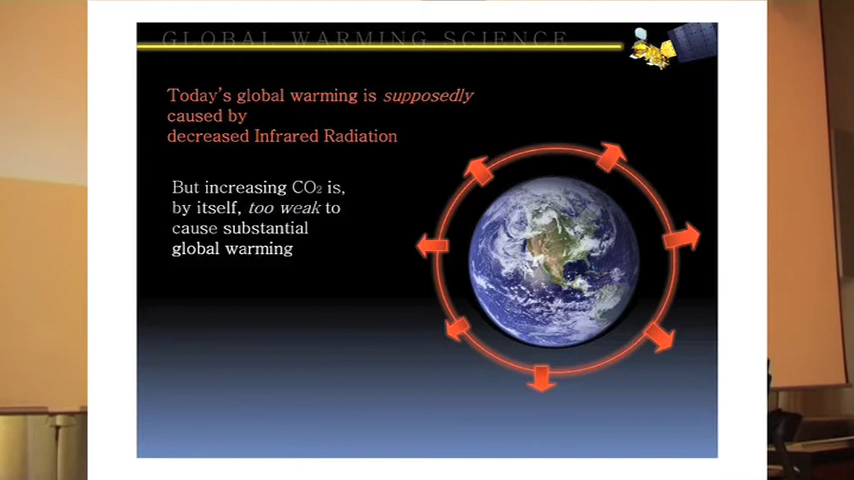 GLOBAL WARMING SCIENCE
Today's global warming is supposedly
caused by
decreased Infrared Radiation
But increasing CO₂ is,
by itself, too weak to
cause substantial
global warming